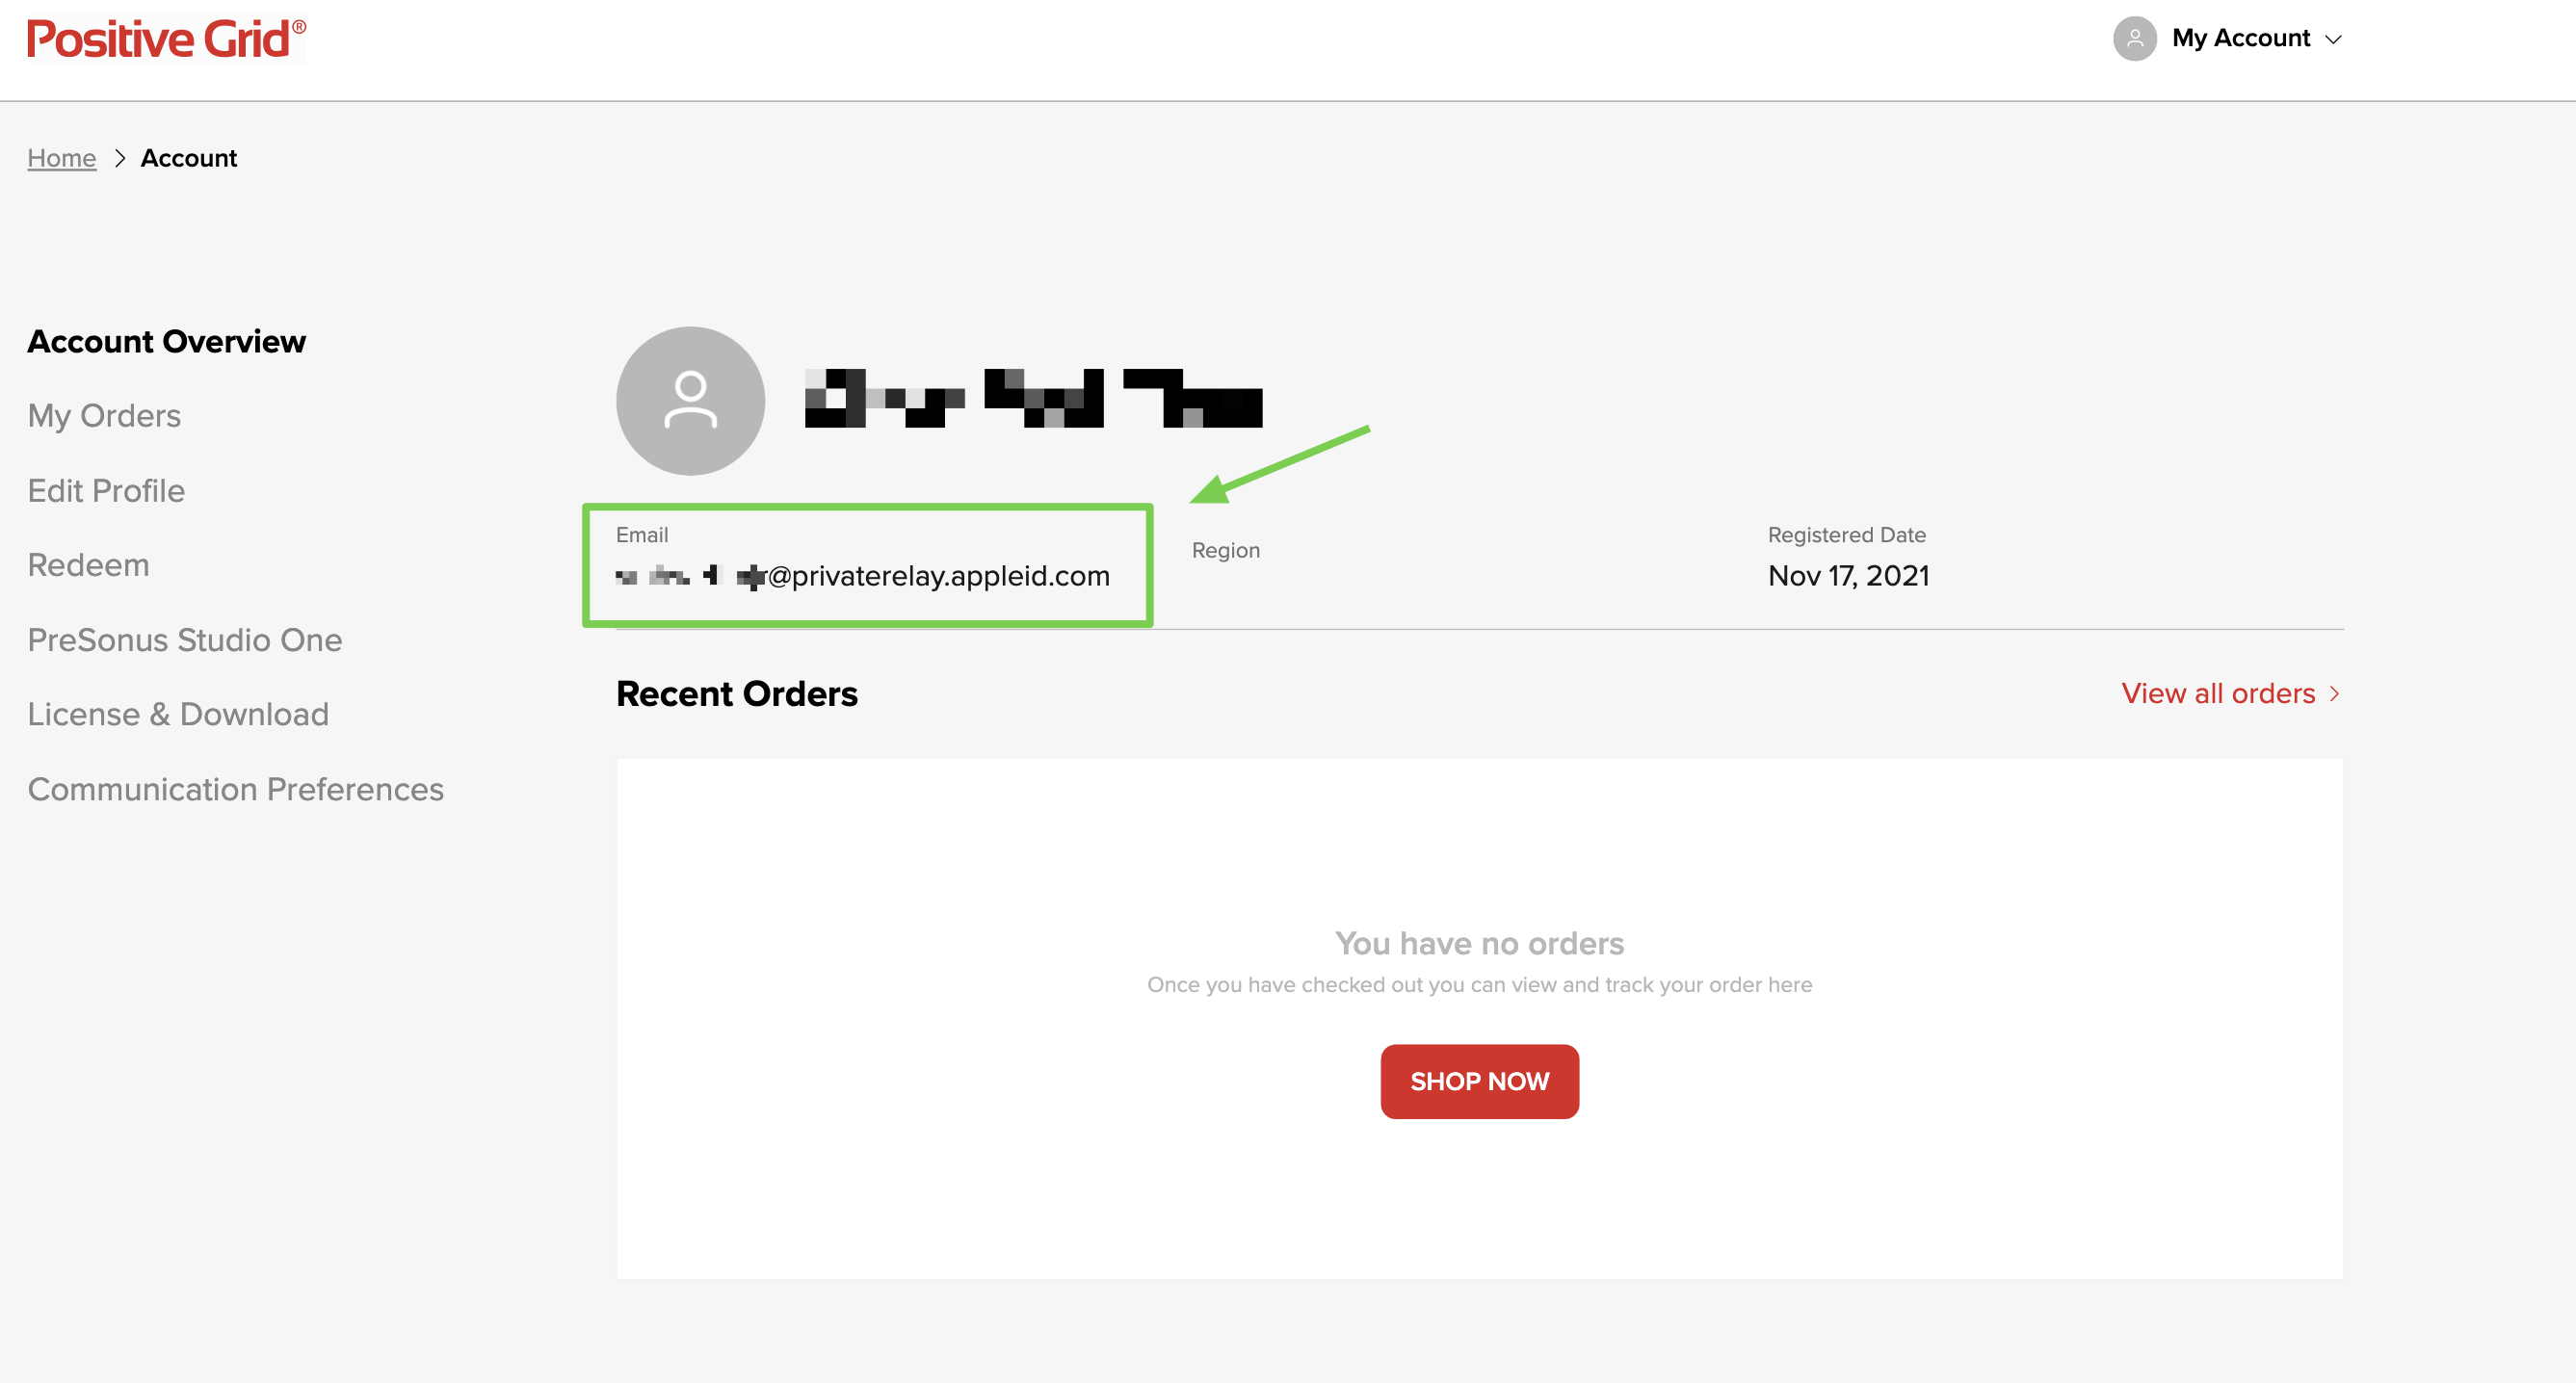 Positive Grid®
My Account
Home > Account
Account Overview
My Orders
Edit Profile
Redeem
PreSonus Studio One
License & Download
Communication Preferences
Email
r@privaterelay.appleid.com
Region
Registered Date
Nov 17, 2021
Recent Orders
View all orders >
You have no orders
Once you have checked out you can view and track your order here
SHOP NOW